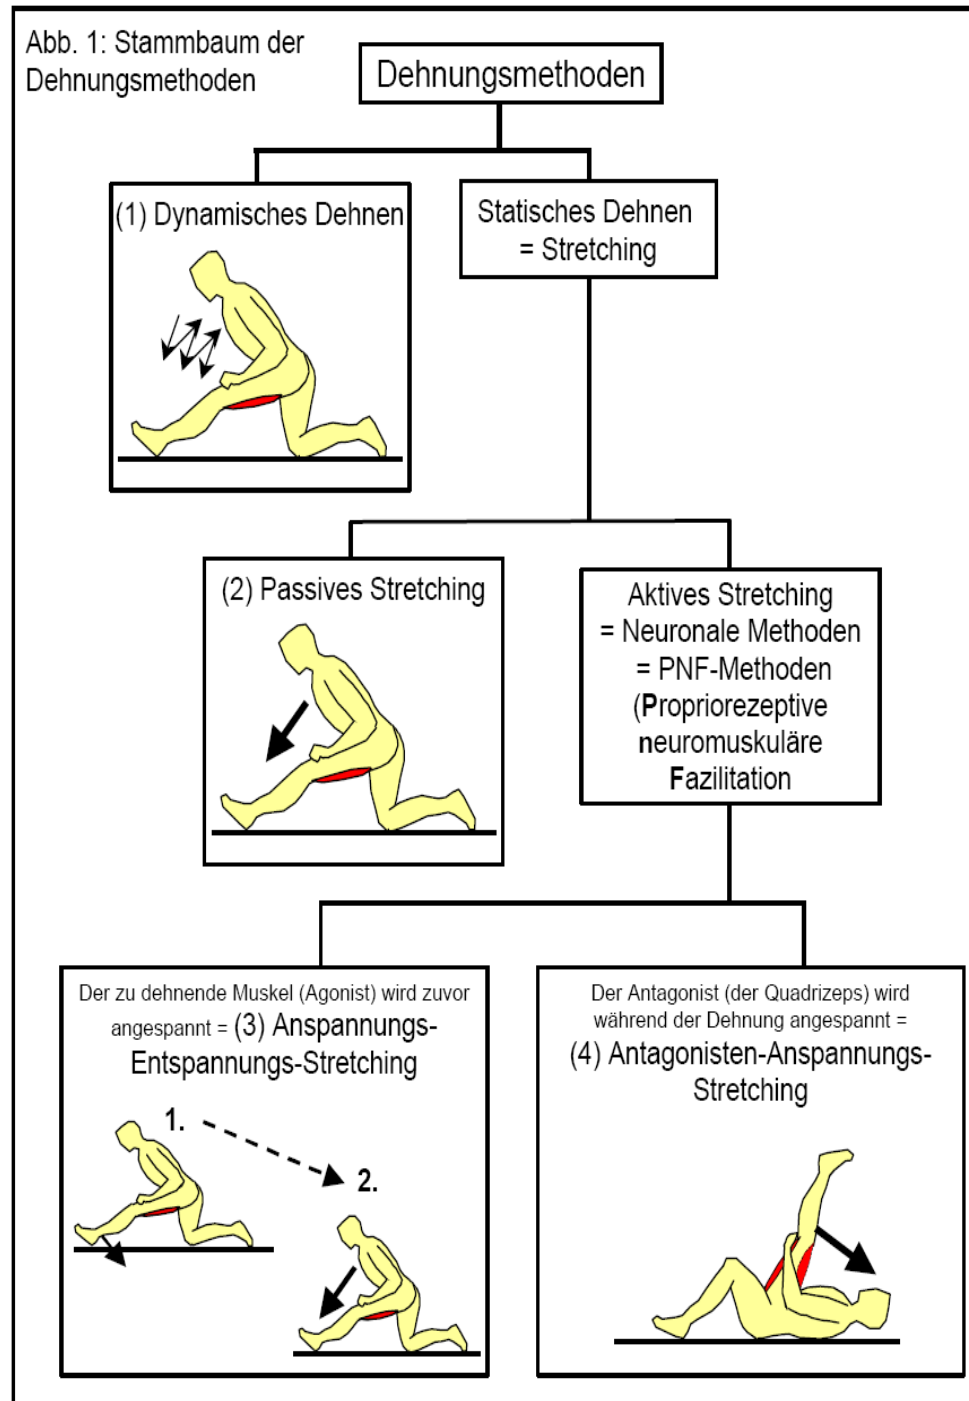 Abb. 1: Stammbaum der
Dehnungsmethoden
Dehnungsmethoden
(1) Dynamisches Dehnen
Statisches Dehnen
= Stretching
(2) Passives Stretching
Aktives Stretching
= Neuronale Methoden
= PNF-Methoden
(Propriorezeptive
neuromuskuläre
Fazilitation
Der zu dehnende Muskel (Agonist) wird zuvor
angespannt = (3) Anspannungs-
Entspannungs-Stretching
1.
2.
Der Antagonist (der Quadrizeps) wird
während der Dehnung angespannt =
(4) Antagonisten-Anspannungs-
Stretching